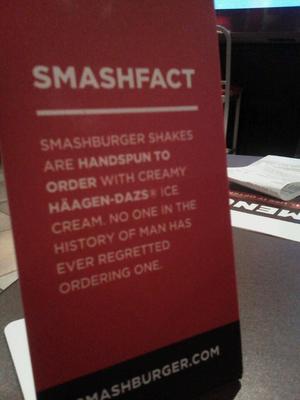 SMASHFACT
SMASHBURGER SHAKES
ARE HANDSPUN TO
ORDER WITH CREAMY
HÄAGEN-DAZS® ICE
CREAM. NO ONE IN THE
HISTORY OF MAN HAS
EVER REGRETTED
ORDERING ONE.
SMASHBURGER.COM
MENU